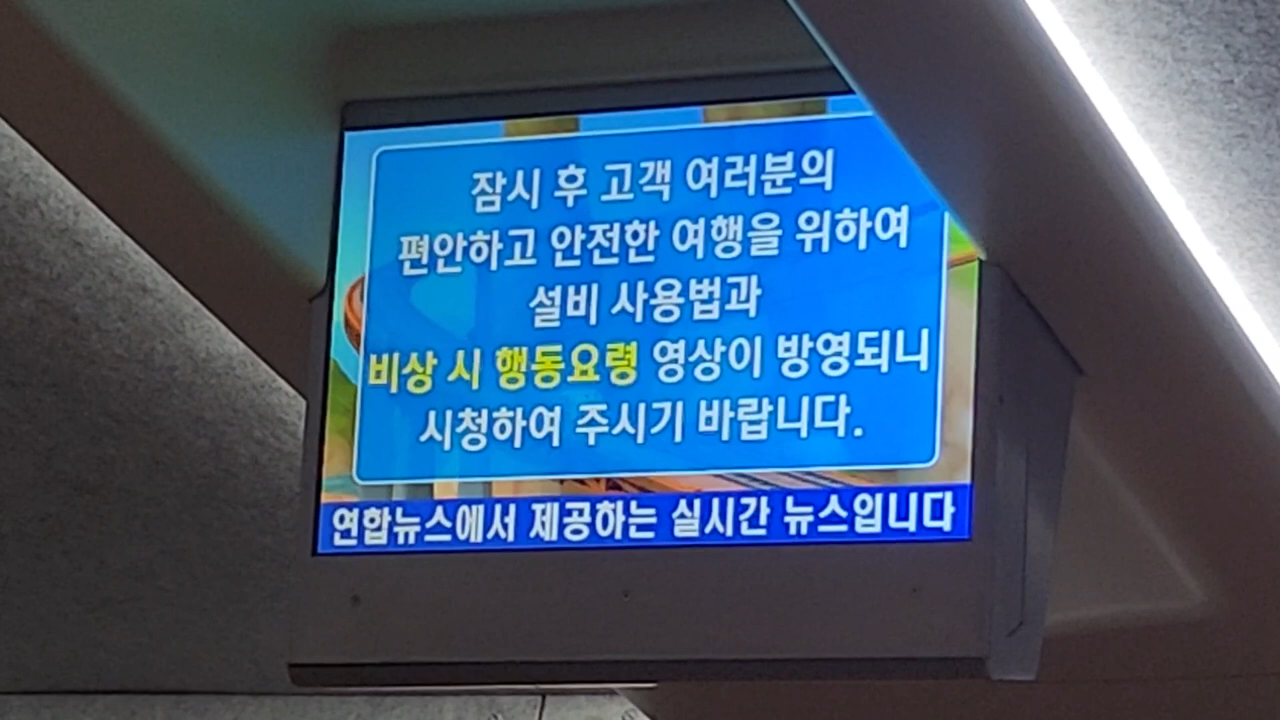 잠시 후 고객 여러분의
편안하고 안전한 여행을 위하여
설비 사용법과
비상 시 행동요령 영상이 방영되니
시청하여 주시기 바랍니다.
연합뉴스에서 제공하는 실시간 뉴스입니다